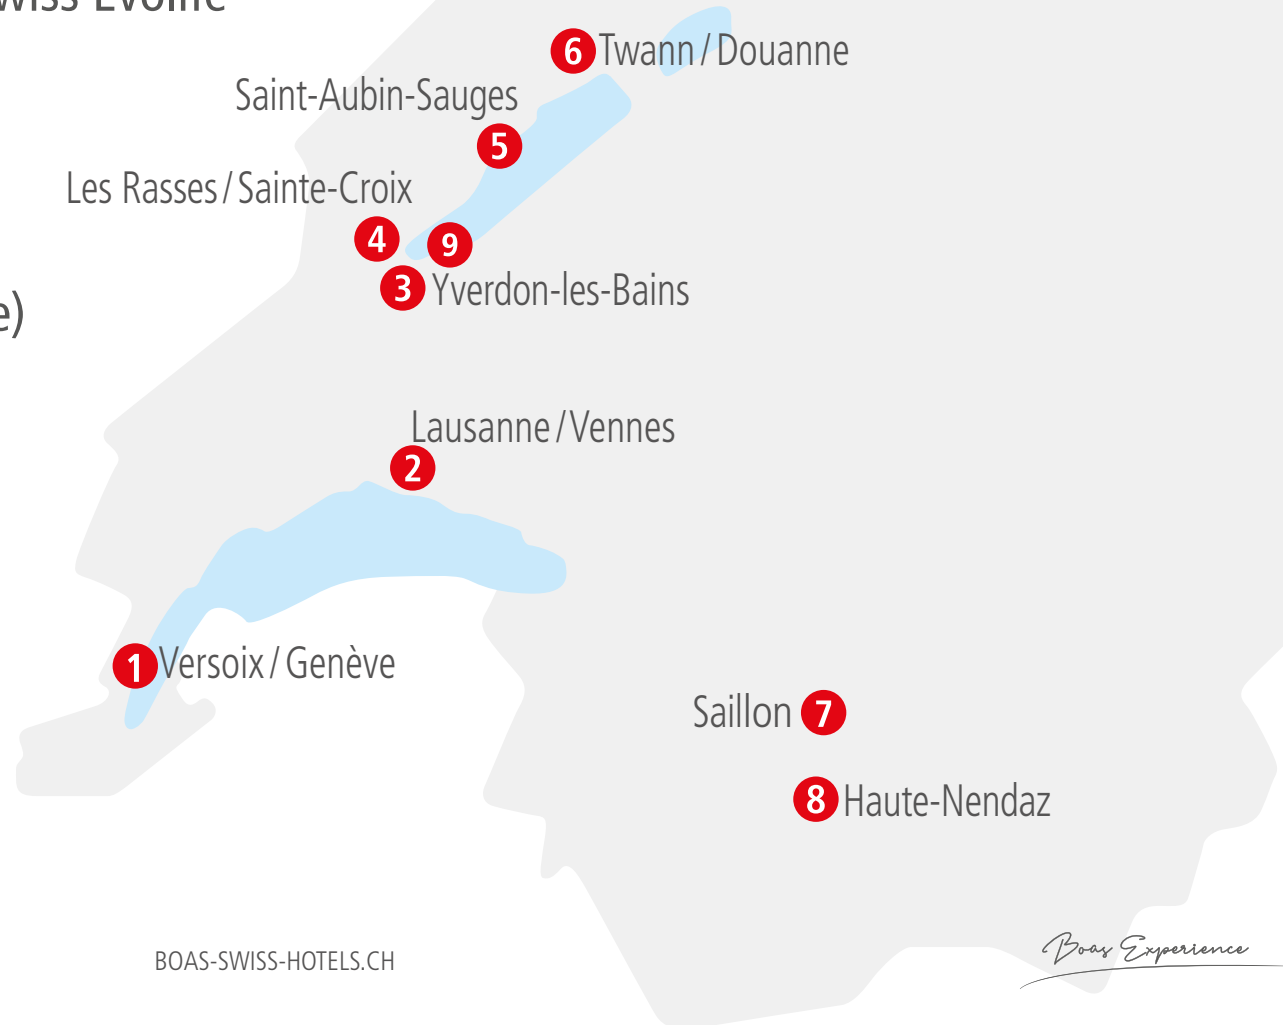 6 Twann / Douanne
Saint-Aubin-Sauges
5
Les Rasses / Sainte-Croix
4
9
3 Yverdon-les-Bains
e)
Lausanne / Vennes
2
1 Versoix / Genève
Saillon 7
8 Haute-Nendaz
BOAS-SWISS-HOTELS.CH
Boas Experience